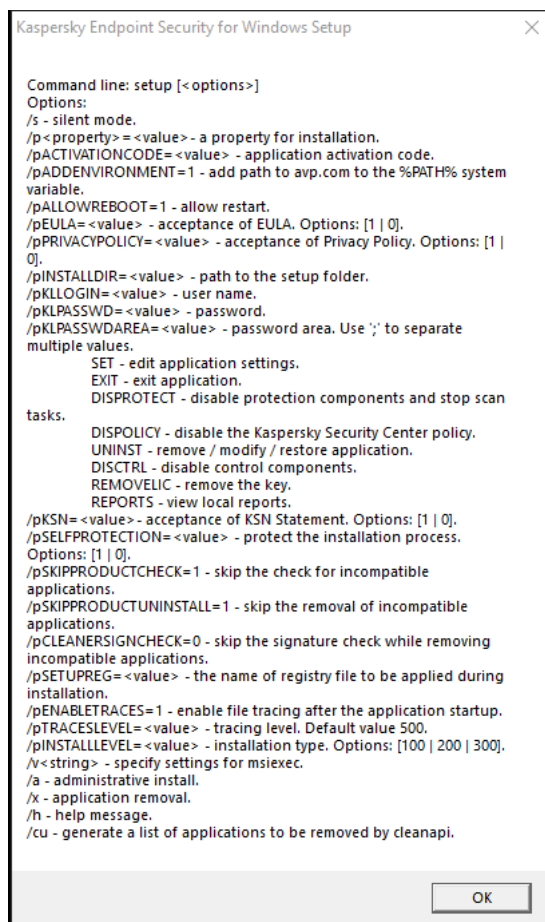 Kaspersky Endpoint Security for Windows Setup
Command line: setup [<options>]
Options:
/s - silent mode.
/p<property>=<value>- a property for installation.
/pACTIVATIONCODE=<value> - application activation code.
/pADDENVIRONMENT=1 - add path to avp.com to the %PATH% system
variable.
/pALLOWREBOOT=1 - allow restart.
/pEULA=<value> - acceptance of EULA. Options: [1 | 0].
/pPRIVACYPOLICY=<value> - acceptance of Privacy Policy. Options: [1 |
0].
/pINSTALLDIR=<value> - path to the setup folder.
/pKLLOGIN=<value> - user name.
/pKLPASSWD=<value> - password.
/pKLPASSWDAREA=<value> - password area. Use ';' to separate
multiple values.
SET - edit application settings.
EXIT - exit application.
DISPROTECT - disable protection components and stop scan
tasks.
DISPOLICY - disable the Kaspersky Security Center policy.
UNINST - remove / modify / restore application.
DISCTRL - disable control components.
REMOVELIC - remove the key.
REPORTS - view local reports.
/pKSN=<value>- acceptance of KSN Statement. Options: [1 | 0].
/pSELFPROTECTION=<value> - protect the installation process.
Options: [1 | 0].
/pSKIPPRODUCTCHECK=1 - skip the check for incompatible
applications.
/pSKIPPRODUCTUNINSTALL=1 - skip the removal of incompatible
applications.
/pCLEANERSIGNCHECK=0 - skip the signature check while removing
incompatible applications.
/pSETUPREG=<value> - the name of registry file to be applied during
installation.
/pENABLETRACES=1 - enable file tracing after the application startup.
/pTRACESLEVEL=<value> - tracing level. Default value 500.
/pINSTALLLEVEL=<value> - installation type. Options: [100 | 200 | 300].
/v<string> - specify settings for msiexec.
/a - administrative install.
/x - application removal.
/h - help message.
/cu - generate a list of applications to be removed by cleanapi.
OK